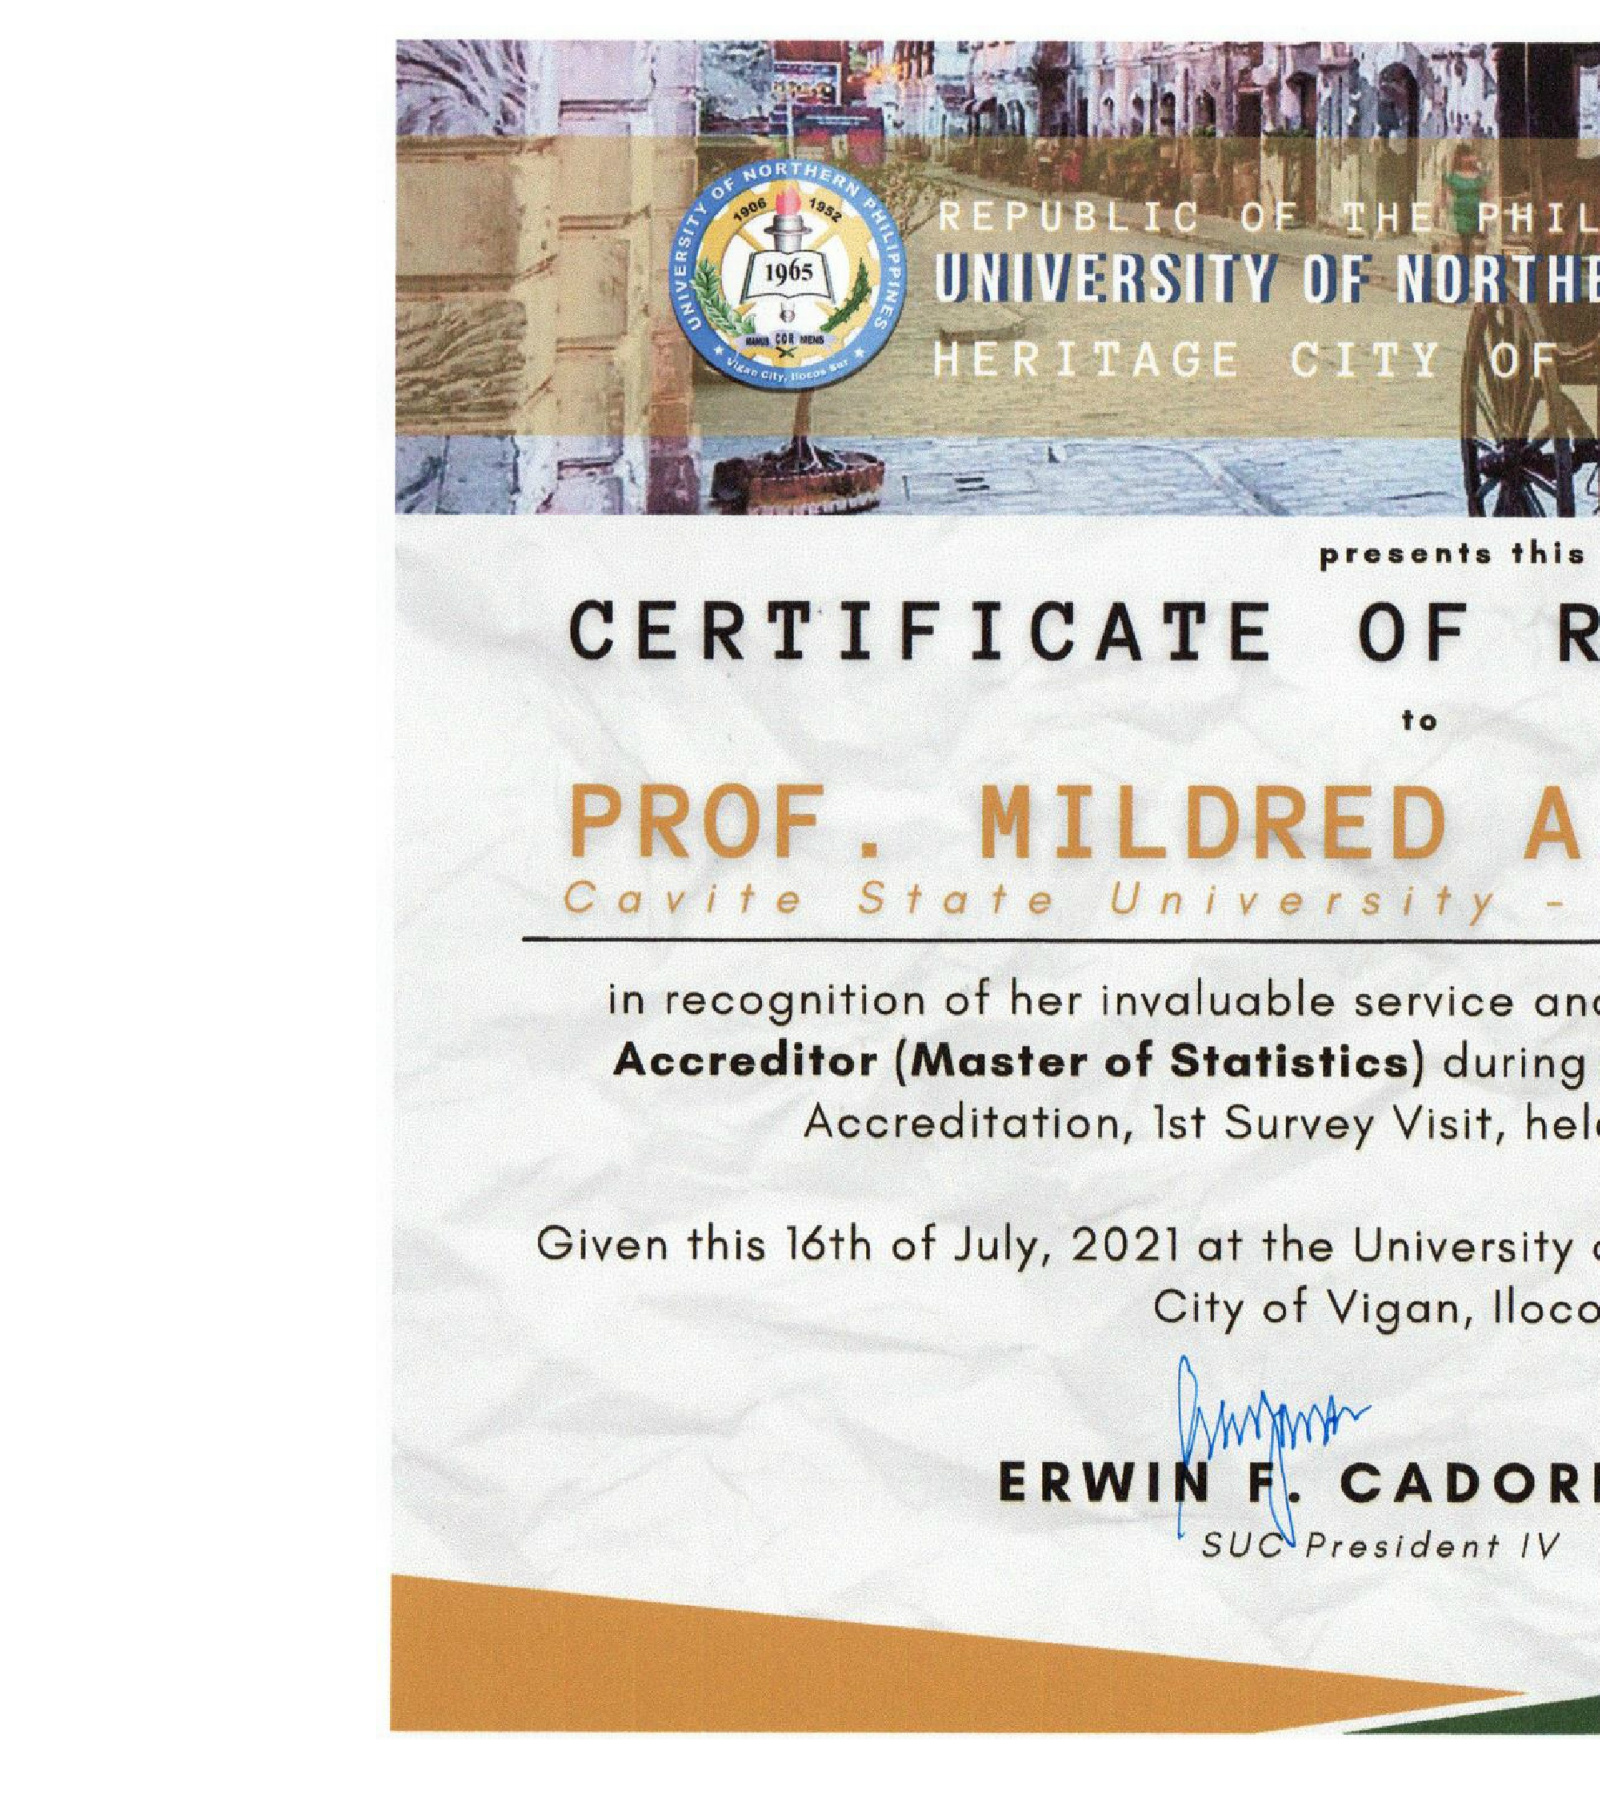 UNIVERSITY OF NORTHERN PHILIPPINES
1906 1952
1965
MANUS COR MENS
Vigan City, Ilocos Sur
REPUBLIC OF THE PHIL
UNIVERSITY OF NORTHE
HERITAGE CITY OF
presents this
CERTIFICATE OF R
to
PROF. MILDRED A
Cavite State University -
in recognition of her invaluable service and
Accreditor (Master of Statistics) during
Accreditation, 1st Survey Visit, held
Given this 16th of July, 2021 at the University o
City of Vigan, Iloco
ERWIN F. CADOR
SUC President IV